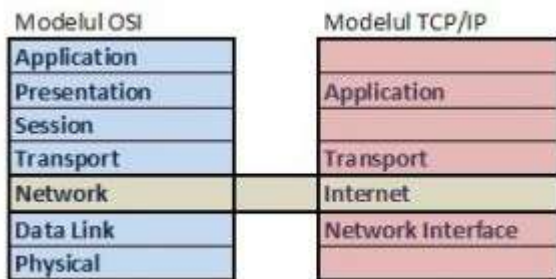 Modelul OSI
Application
Presentation
Session
Transport
Network
Data Link
Physical
Modelul TCP/IP
Application
Transport
Internet
Network Interface